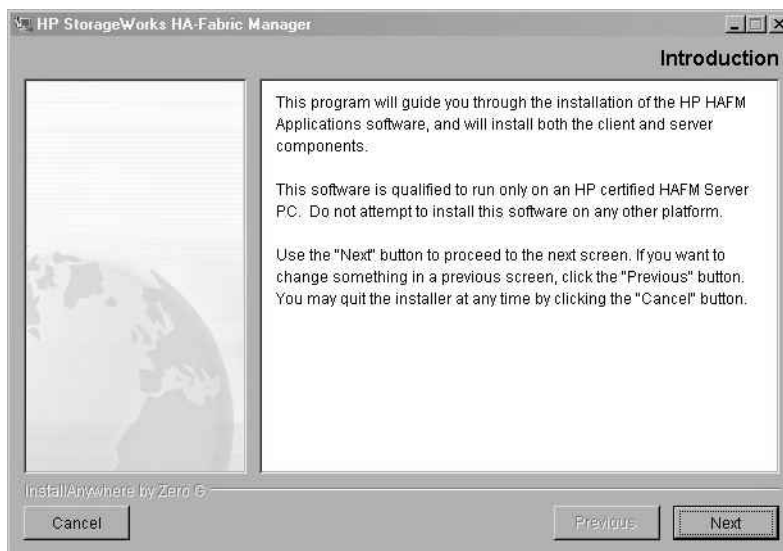 HP StorageWorks HA-Fabric Manager
Introduction
This program will guide you through the installation of the HP HAFM
Applications software, and will install both the client and server
components.
This software is qualified to run only on an HP certified HAFM Server
PC. Do not attempt to install this software on any other platform.
Use the "Next" button to proceed to the next screen. If you want to
change something in a previous screen, click the "Previous" button.
You may quit the installer at any time by clicking the "Cancel" button.
InstallAnywhere by Zero G
Cancel
Previous
Next